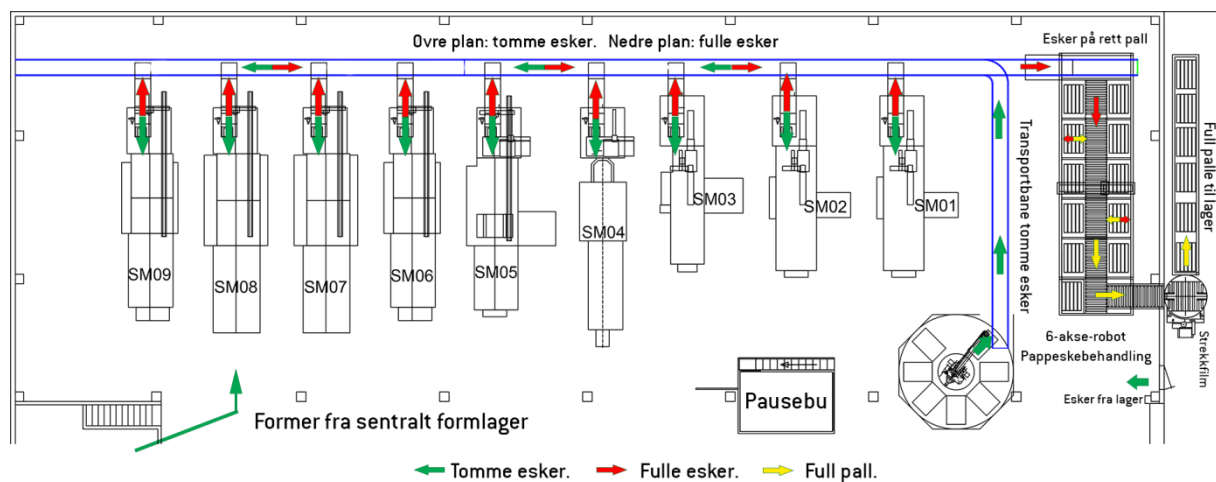 Øvre plan: tomme esker. Nedre plan: fulle esker
Esker på rett pall
Full palle til lager
Transportbane tomme esker
SM09
SM08
SM07
SM06
SM05
SM04
SM03
SM02
SM01
6-akse-robot
Pappeskebehandling
Strekkfilm
Esker fra lager
Pausebu
Former fra sentralt formlager
Tomme esker.
Fulle esker.
Full pall.